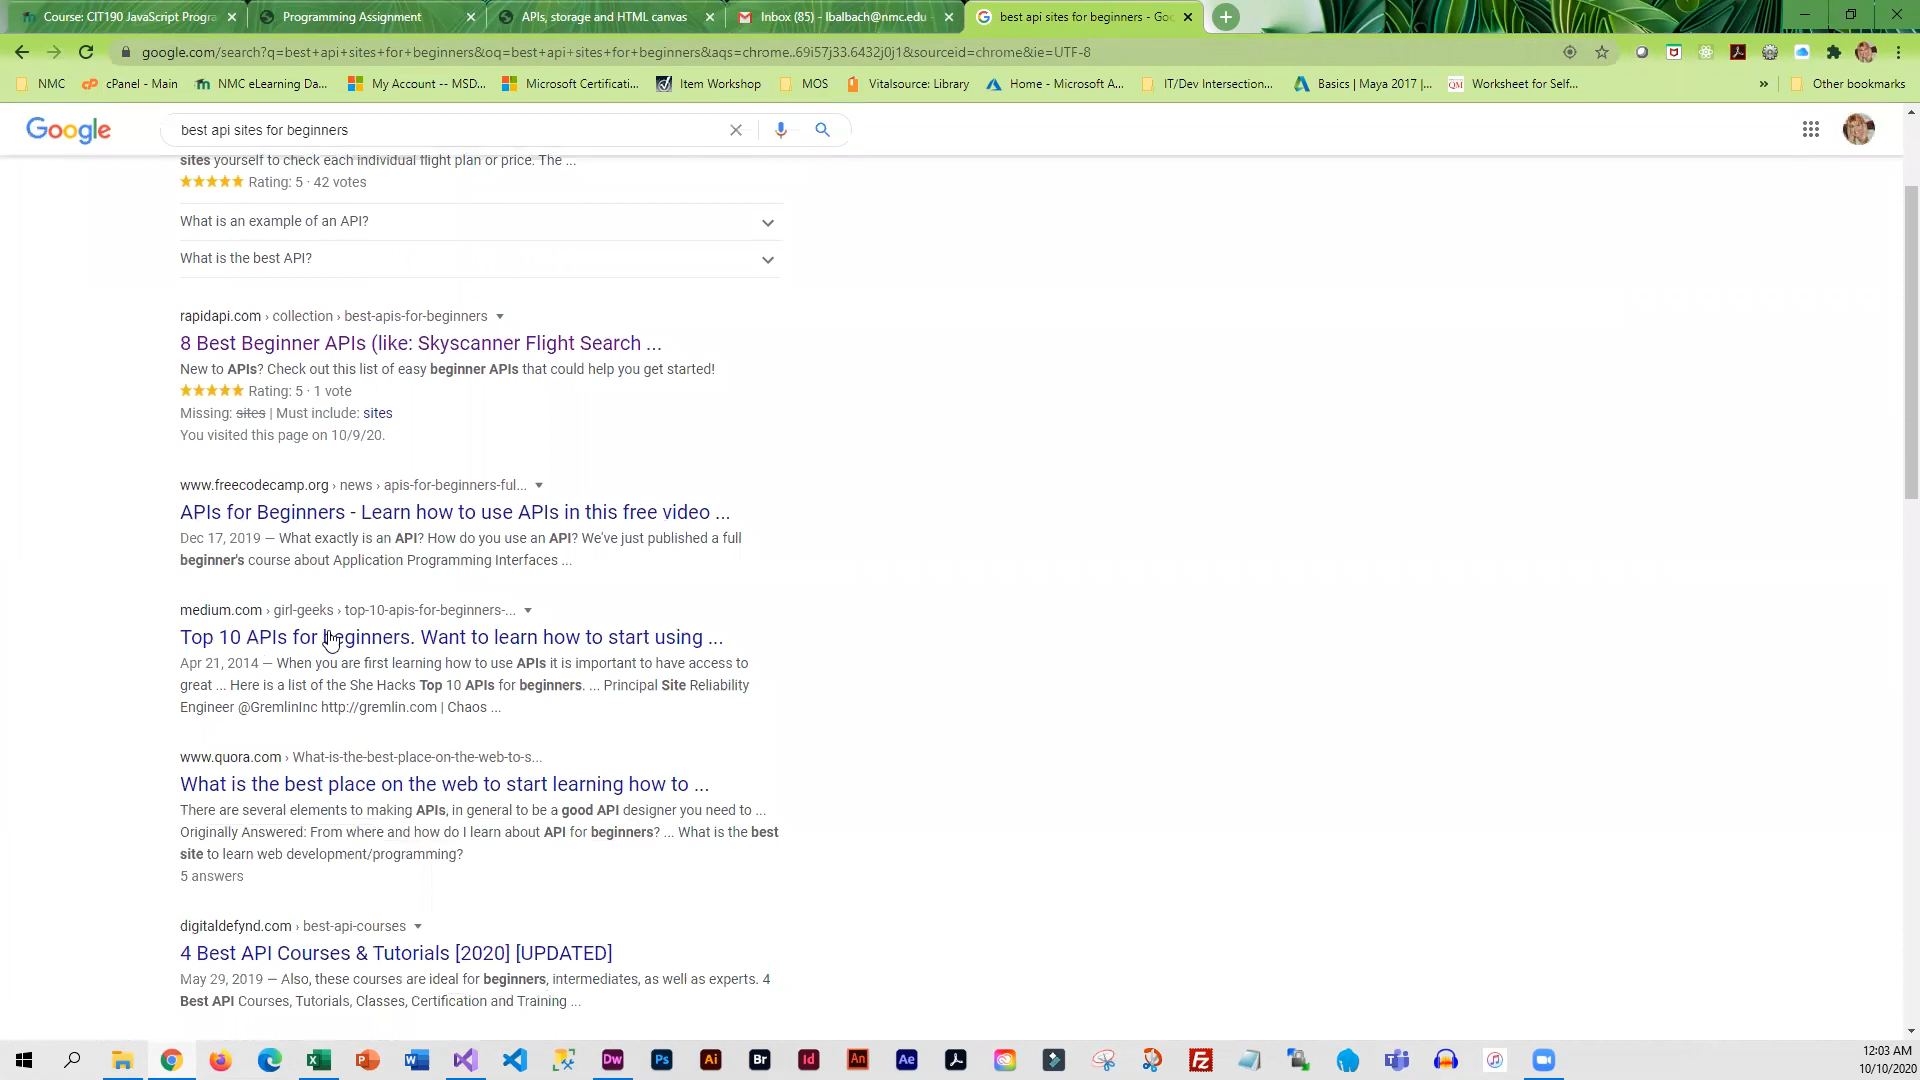 Course: CIT190 JavaScript Progra
Programming Assignment
APIs, storage and HTML canvas
Inbox (85) - lbalbach@nmc.edu
best api sites for beginners - Goo
google.com/search?q=best+api+sites+for+beginners&oq=best+api+sites+for+beginners&aqs=chrome..69i57j33.6432j0j1&sourceid=chrome&ie=UTF-8
NMC
cPanel - Main
NMC eLearning Da...
My Account -- MSD...
Microsoft Certificati...
Item Workshop
MOS
Vitalsource: Library
Home - Microsoft A...
IT/Dev Intersection...
Basics | Maya 2017 |...
QM Worksheet for Self...
» Other bookmarks
Google
best api sites for beginners
sites yourself to check each individual flight plan or price. The ...
Rating: 5 · 42 votes
What is an example of an API?
What is the best API?
rapidapi.com › collection › best-apis-for-beginners
8 Best Beginner APIs (like: Skyscanner Flight Search ...
New to APIs? Check out this list of easy beginner APIs that could help you get started!
Rating: 5 · 1 vote
Missing: sites | Must include: sites
You visited this page on 10/9/20.
www.freecodecamp.org › news › apis-for-beginners-ful...
APIs for Beginners - Learn how to use APIs in this free video ...
Dec 17, 2019 — What exactly is an API? How do you use an API? We've just published a full
beginner's course about Application Programming Interfaces ...
medium.com › girl-geeks › top-10-apis-for-beginners-...
Top 10 APIs for beginners. Want to learn how to start using ...
Apr 21, 2014 — When you are first learning how to use APIs it is important to have access to
great ... Here is a list of the She Hacks Top 10 APIs for beginners. ... Principal Site Reliability
Engineer @GremlinInc http://gremlin.com | Chaos ...
www.quora.com › What-is-the-best-place-on-the-web-to-s...
What is the best place on the web to start learning how to ...
There are several elements to making APIs, in general to be a good API designer you need to ...
Originally Answered: From where and how do I learn about API for beginners? ... What is the best
site to learn web development/programming?
5 answers
digitaldefynd.com › best-api-courses
4 Best API Courses & Tutorials [2020] [UPDATED]
May 29, 2019 — Also, these courses are ideal for beginners, intermediates, as well as experts. 4
Best API Courses, Tutorials, Classes, Certification and Training ...
Dw
Ps
Ai
Br
Id
An
Ae
12:03 AM
10/10/2020